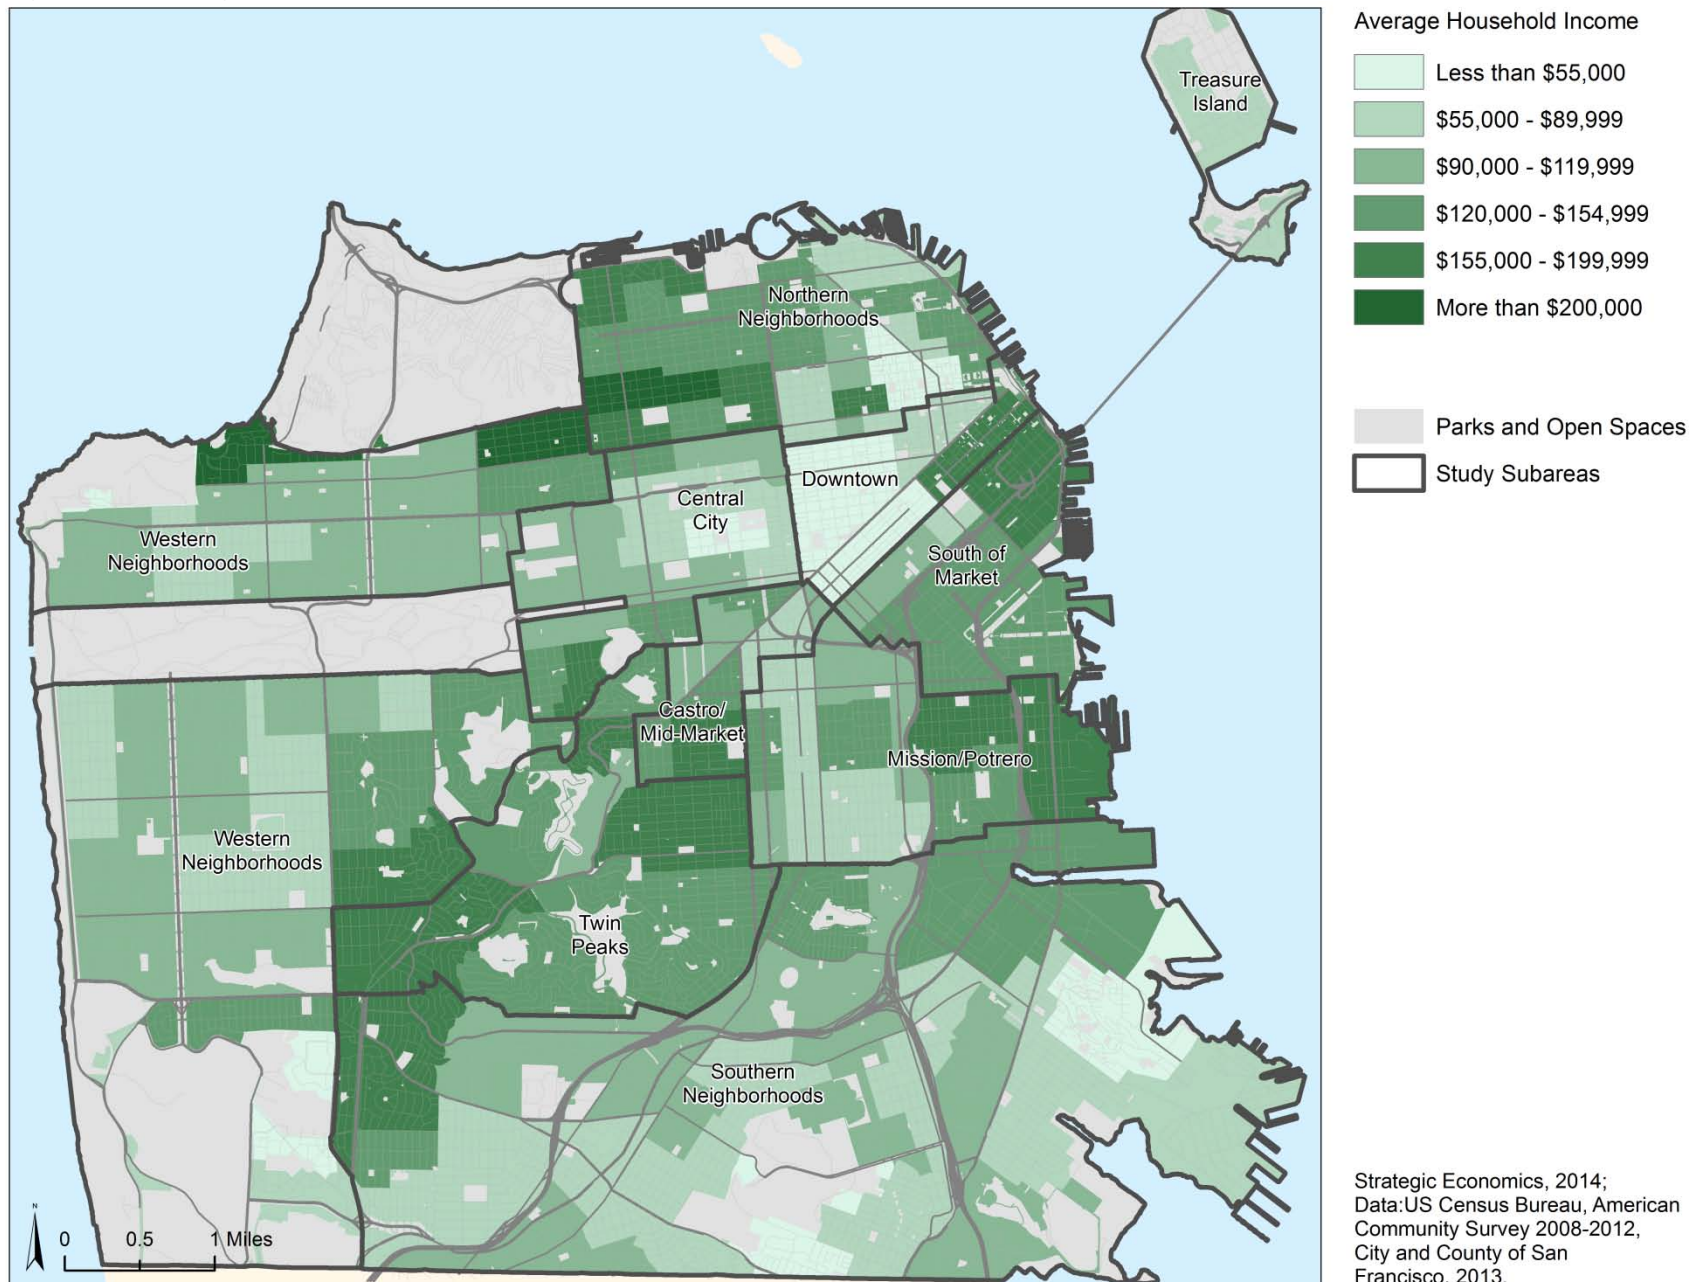 Average Household Income
Less than $55,000
$55,000 - $89,999
$90,000 - $119,999
$120,000 - $154,999
$155,000 - $199,999
More than $200,000
Parks and Open Spaces
Study Subareas
Treasure
Island
Northern
Neighborhoods
Downtown
Central
City
Western
Neighborhoods
South of
Market
Castro/
Mid-Market
Mission/Potrero
Western
Neighborhoods
Twin
Peaks
Southern
Neighborhoods
N
0 0.5 1 Miles
Strategic Economics, 2014;
Data:US Census Bureau, American
Community Survey 2008-2012,
City and County of San
Francisco, 2013.